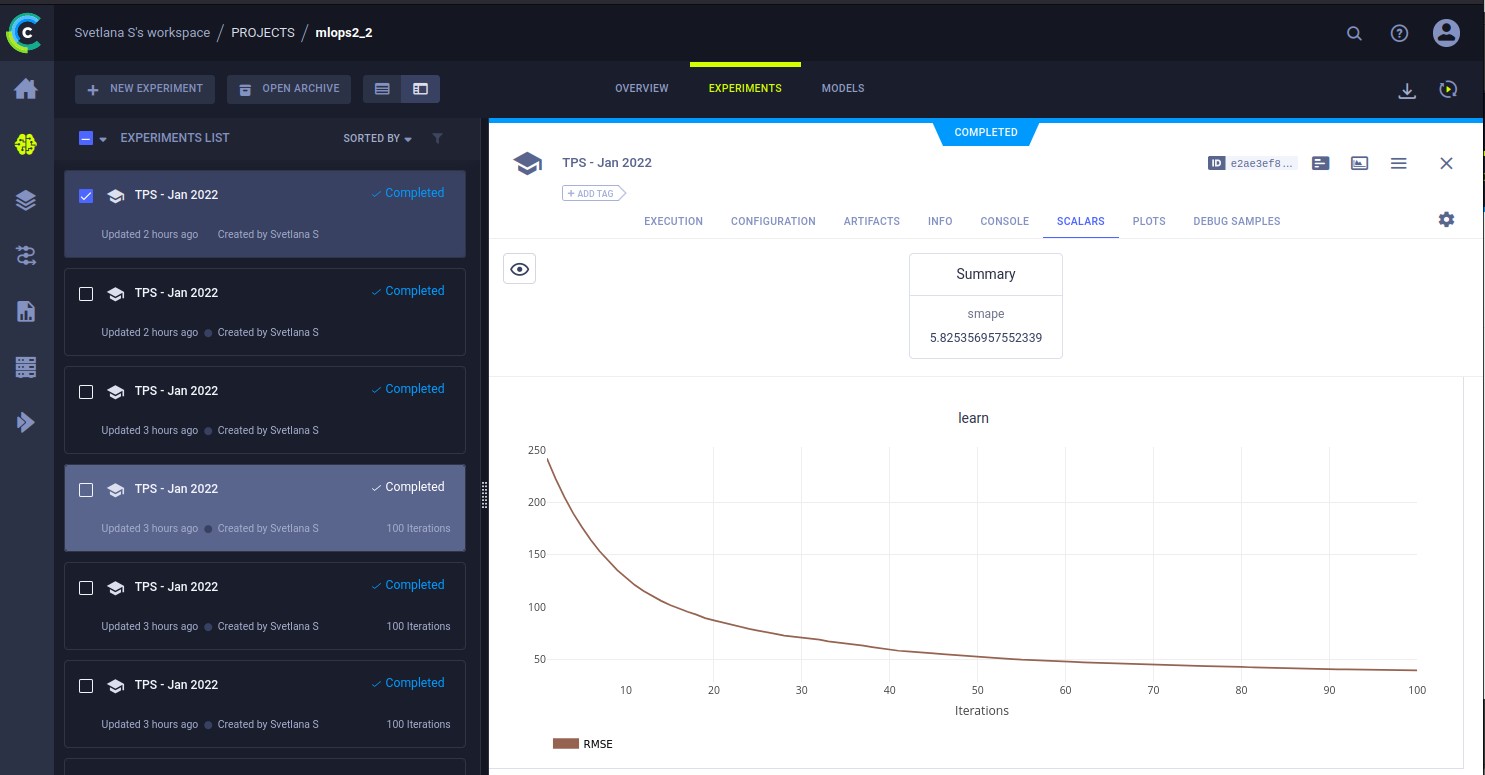 Svetlana S's workspace / PROJECTS / mlops2_2
NEW EXPERIMENT
OPEN ARCHIVE
OVERVIEW
EXPERIMENTS
MODELS
EXPERIMENTS LIST
SORTED BY
TPS - Jan 2022
Completed
Updated 2 hours ago
Created by Svetlana S
TPS - Jan 2022
Completed
Updated 2 hours ago
Created by Svetlana S
TPS - Jan 2022
Completed
Updated 3 hours ago
Created by Svetlana S
TPS - Jan 2022
Completed
Updated 3 hours ago
Created by Svetlana S
100 Iterations
TPS - Jan 2022
Completed
Updated 3 hours ago
Created by Svetlana S
100 Iterations
TPS - Jan 2022
Completed
Updated 3 hours ago
Created by Svetlana S
100 Iterations
COMPLETED
TPS - Jan 2022
ID e2ae3ef8...
+ ADD TAG
EXECUTION
CONFIGURATION
ARTIFACTS
INFO
CONSOLE
SCALARS
PLOTS
DEBUG SAMPLES
Summary
smape
5.825356957552339
learn
250
200
150
100
50
10 20 30 40 50 60 70 80 90 100
Iterations
RMSE